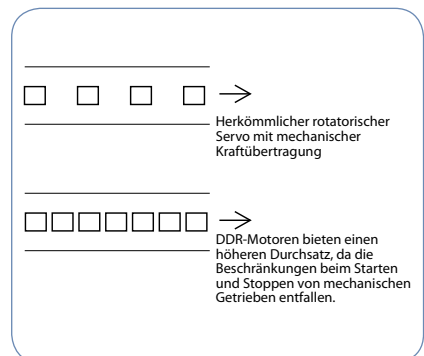 Herkömmlicher rotatorischer
Servo mit mechanischer
Kraftübertragung
DDR-Motoren bieten einen
höheren Durchsatz, da die
Beschränkungen beim Starten
und Stoppen von mechanischen
Getrieben entfallen.